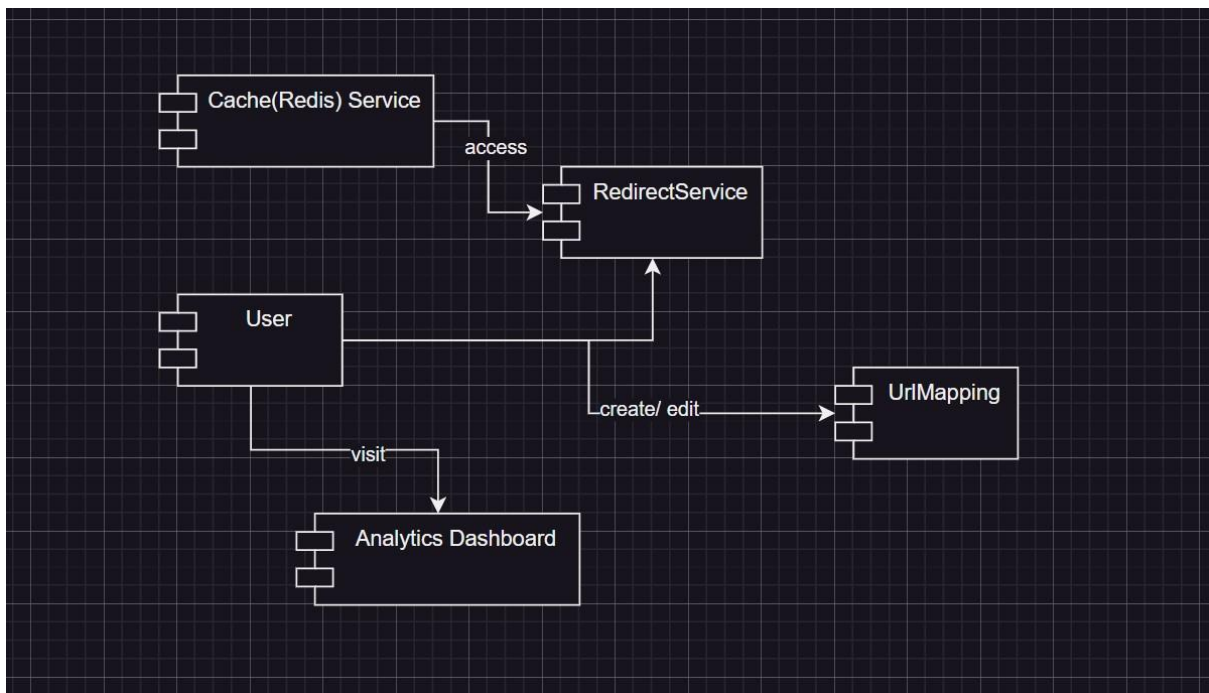 Cache(Redis) Service
access
RedirectService
User
UrlMapping
create/ edit
visit
Analytics Dashboard